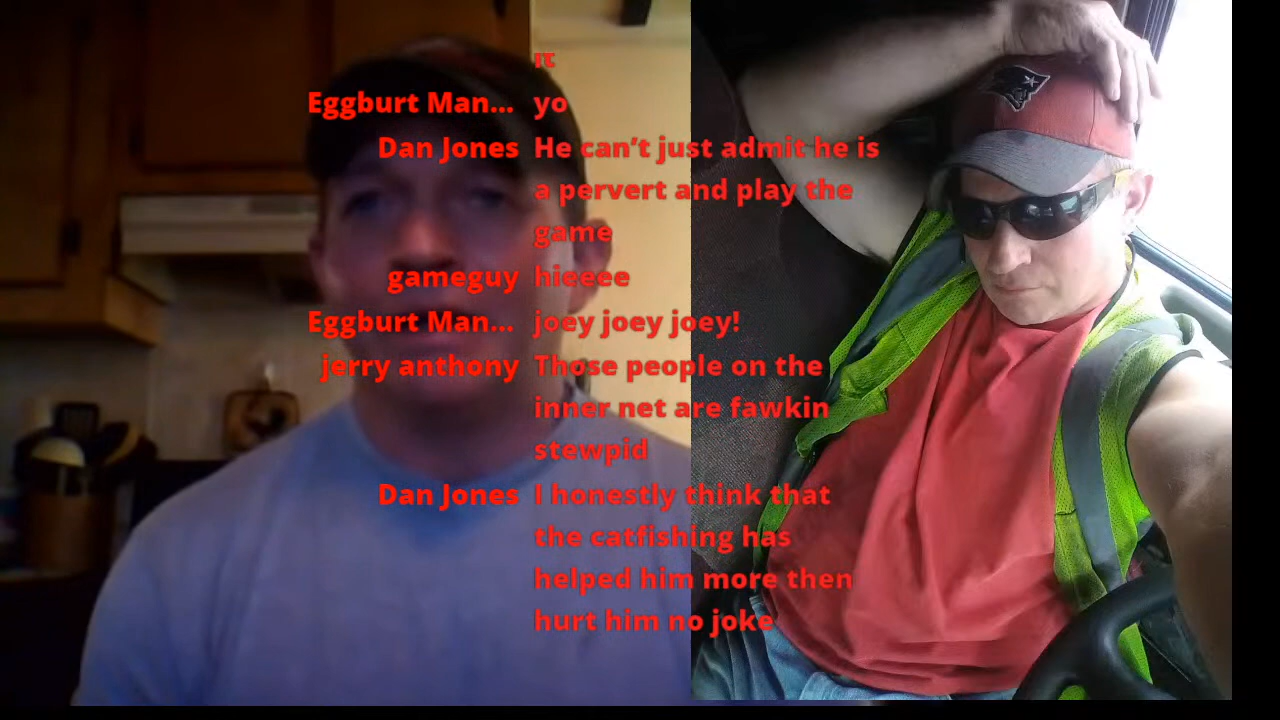 it
Eggburt Man... yo
Dan Jones He can't just admit he is
a pervert and play the
game
gameguy hieeee
Eggburt Man... joey joey joey!
jerry anthony Those people on the
inner net are fawkin
stewpid
Dan Jones I honestly think that
the catfishing has
helped him more then
hurt him no joke